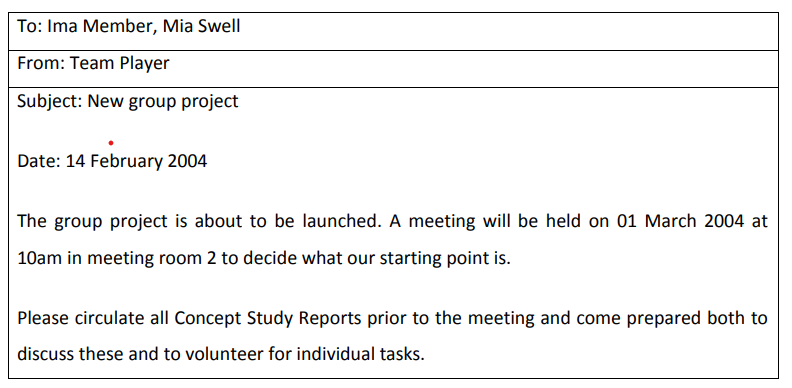 To: Ima Member, Mia Swell
From: Team Player
Subject: New group project
Date: 14 February 2004
The group project is about to be launched. A meeting will be held on 01 March 2004 at
10am in meeting room 2 to decide what our starting point is.
Please circulate all Concept Study Reports prior to the meeting and come prepared both to
discuss these and to volunteer for individual tasks.